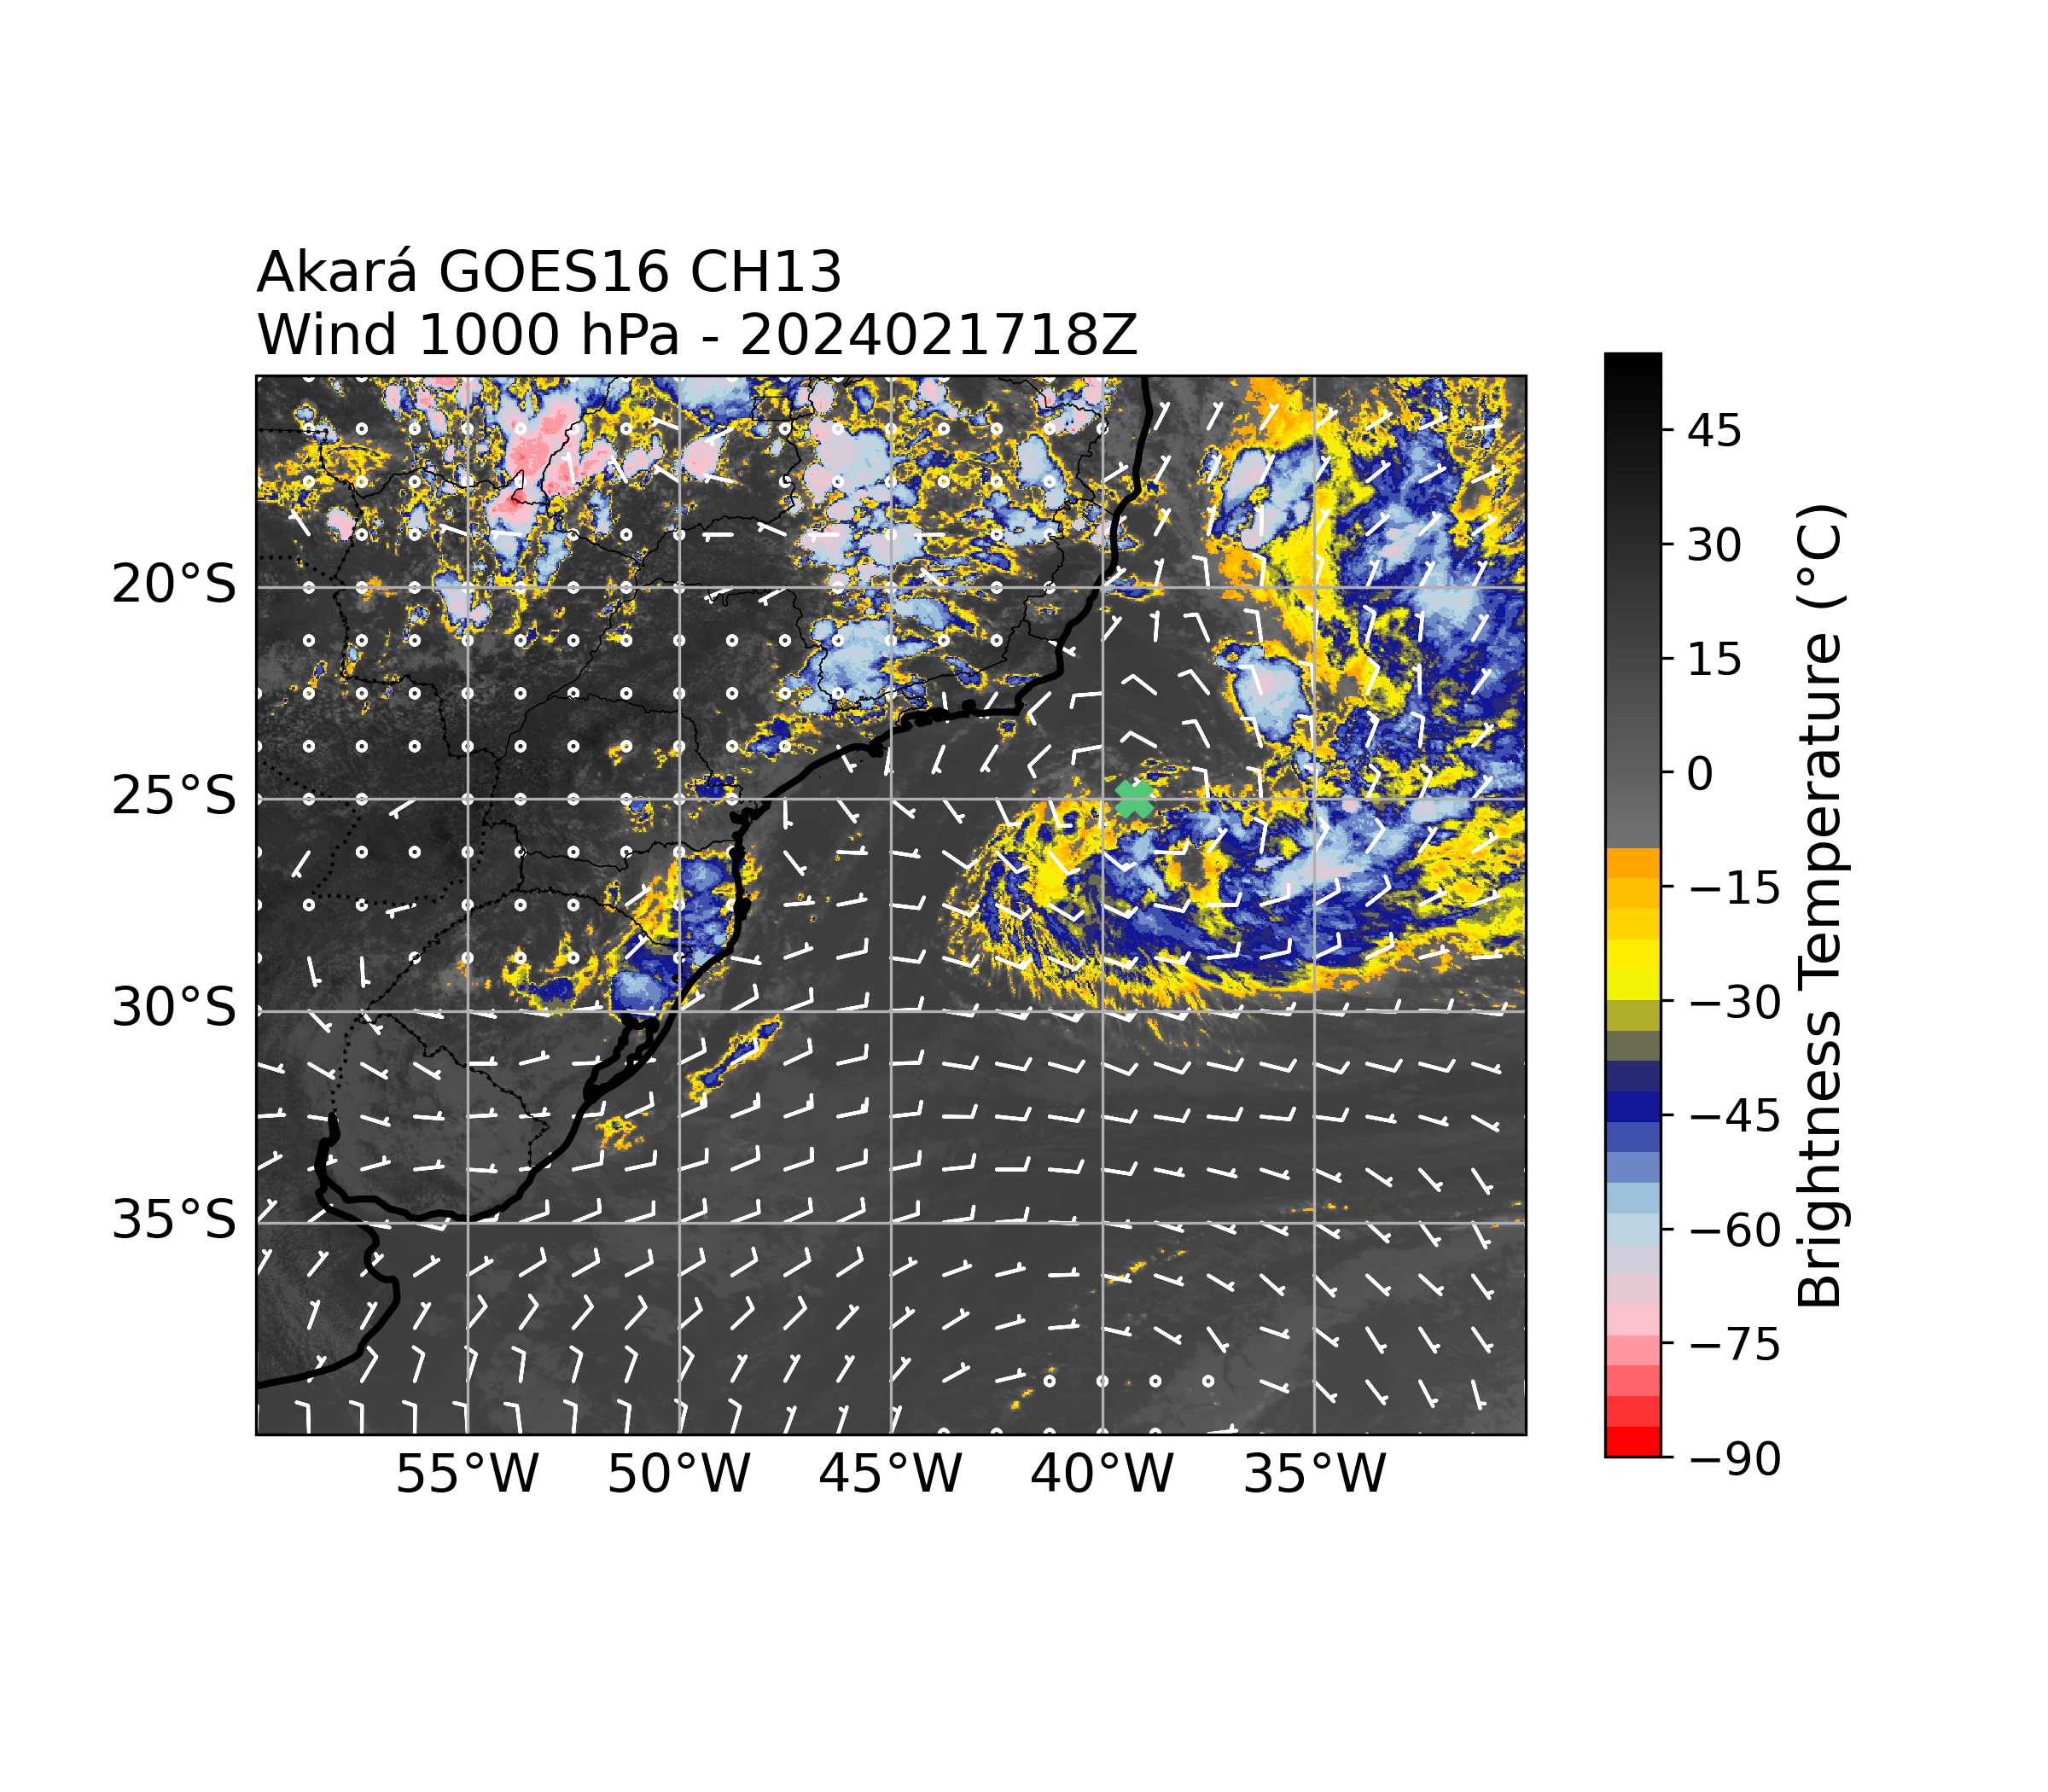 Akará GOES16 CH13
Wind 1000 hPa - 2024021718Z
20°S
25°S
30°S
35°S
55°W
50°W
45°W
40°W
35°W
45
30
15
0
−15
−30
−45
−60
−75
−90
Brightness Temperature (°C)